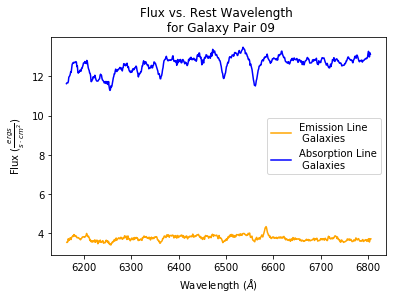 Flux vs. Rest Wavelength
for Galaxy Pair 09
Flux (ergs / s · cm²)
12
10
8
6
4
Emission Line
Galaxies
Absorption Line
Galaxies
6200 6300 6400 6500 6600 6700 6800
Wavelength (Å)